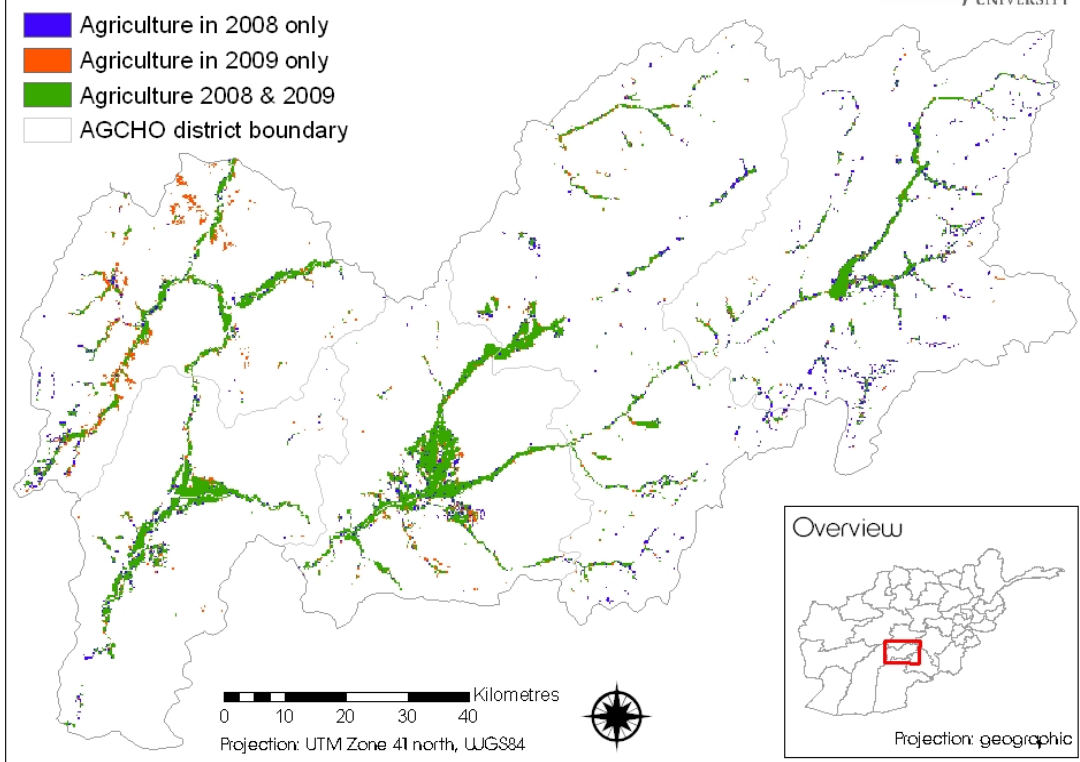 UNIVERSITY
Agriculture in 2008 only
Agriculture in 2009 only
Agriculture 2008 & 2009
AGCHO district boundary
Overview
Projection: geographic
Kilometres
0 10 20 30 40
Projection: UTM Zone 41 north, WGS84